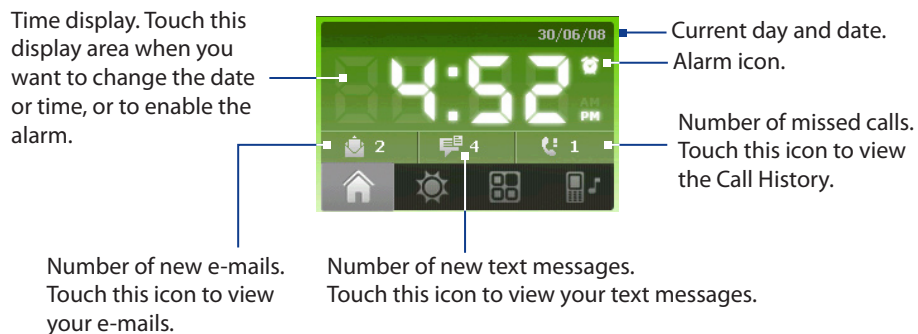 Time display. Touch this
display area when you
want to change the date
or time, or to enable the
alarm.
30/06/08
4:52
AM
PM
2
4
1
Current day and date.
Alarm icon.
Number of missed calls.
Touch this icon to view
the Call History.
Number of new e-mails.
Touch this icon to view
your e-mails.
Number of new text messages.
Touch this icon to view your text messages.